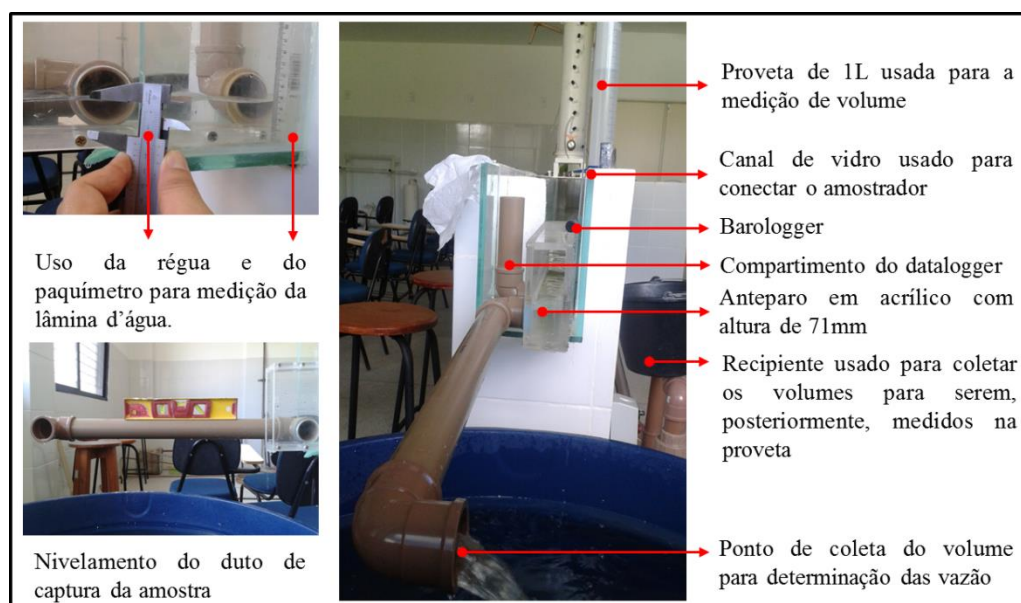 Uso da régua e do
paquímetro para medição da
lâmina d'água.
Nivelamento do duto de
captura da amostra
Proveta de 1L usada para a
medição de volume
Canal de vidro usado para
conectar o amostrador
Barologger
Compartimento do datalogger
Anteparo em acrílico com
altura de 71mm
Recipiente usado para coletar
os volumes para serem,
posteriormente, medidos na
proveta
Ponto de coleta do volume
para determinação das vazão